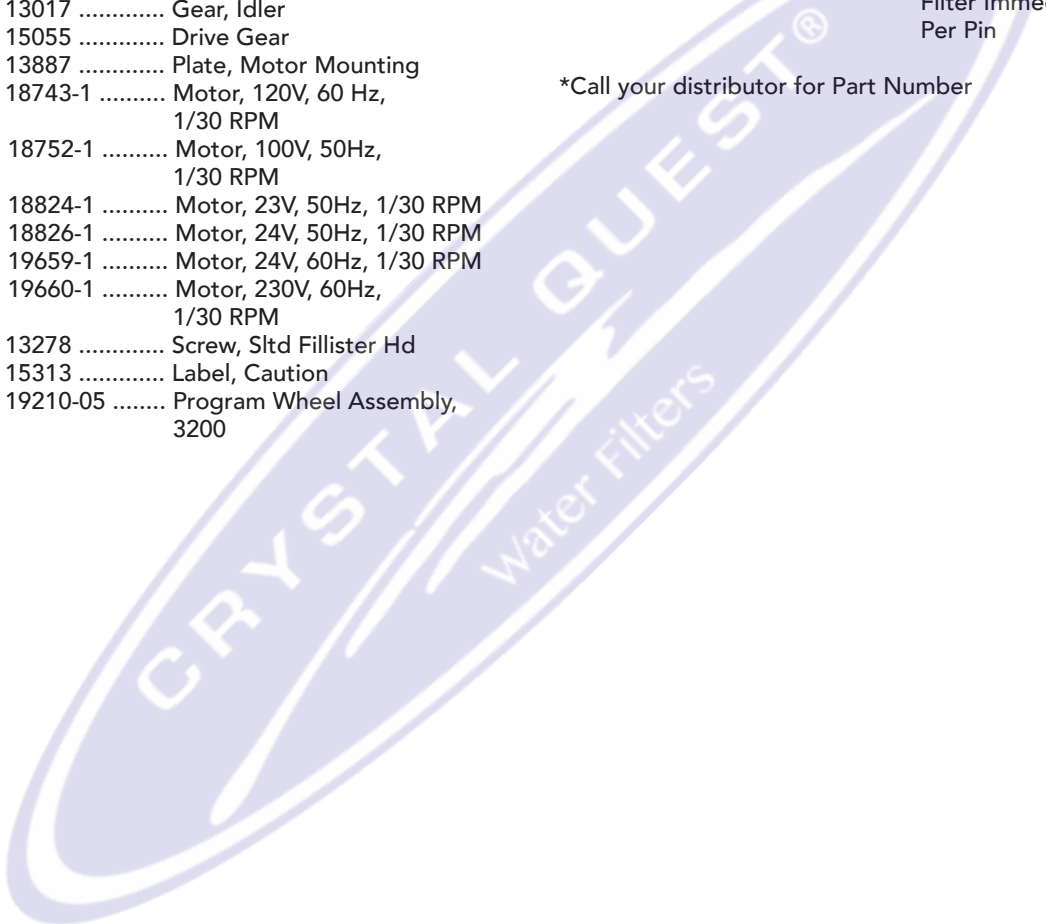 13017 ............. Gear, Idler
15055 ............. Drive Gear
13887 ............. Plate, Motor Mounting
18743-1 .......... Motor, 120V, 60 Hz,
1/30 RPM
18752-1 .......... Motor, 100V, 50Hz,
1/30 RPM
18824-1 .......... Motor, 23V, 50Hz, 1/30 RPM
18826-1 .......... Motor, 24V, 50Hz, 1/30 RPM
19659-1 .......... Motor, 24V, 60Hz, 1/30 RPM
19660-1 .......... Motor, 230V, 60Hz,
1/30 RPM
13278 ............. Screw, Sltd Fillister Hd
15313 ............. Label, Caution
19210-05 ........ Program Wheel Assembly,
3200
*Call your distributor for Part Number
Filter
Per Pin
CRYSTAL QUEST®
Water Filters